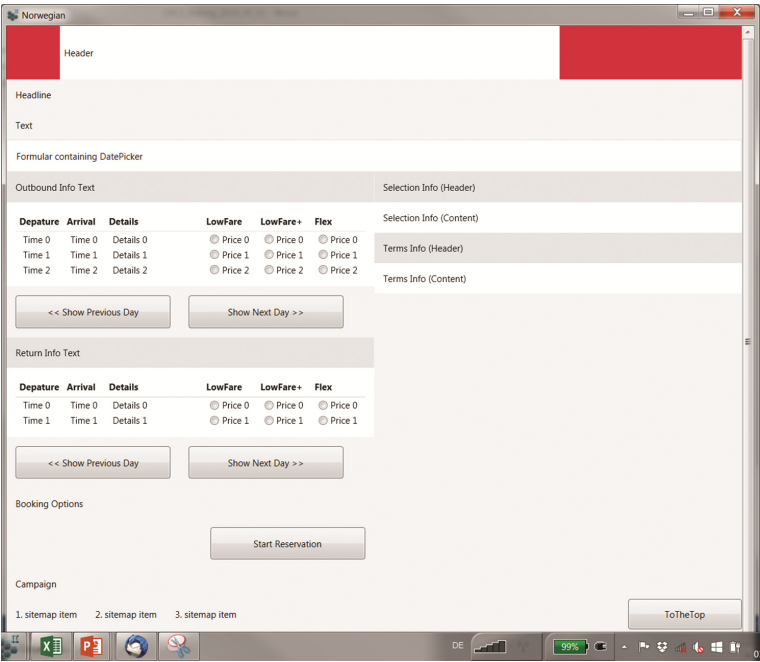 Norwegian
Header
Headline
Text
Formular containing DatePicker
Outbound Info Text
Depature Arrival Details LowFare LowFare+ Flex
Time 0 Time 0 Details 0 Price 0 Price 0 Price 0
Time 1 Time 1 Details 1 Price 1 Price 1 Price 1
Time 2 Time 2 Details 2 Price 2 Price 2 Price 2
<< Show Previous Day Show Next Day >>
Selection Info (Header)
Selection Info (Content)
Terms Info (Header)
Terms Info (Content)
Return Info Text
Depature Arrival Details LowFare LowFare+ Flex
Time 0 Time 0 Details 0 Price 0 Price 0 Price 0
Time 1 Time 1 Details 1 Price 1 Price 1 Price 1
<< Show Previous Day Show Next Day >>
Booking Options
Start Reservation
Campaign
1. sitemap item 2. sitemap item 3. sitemap item ToTheTop
DE 99%